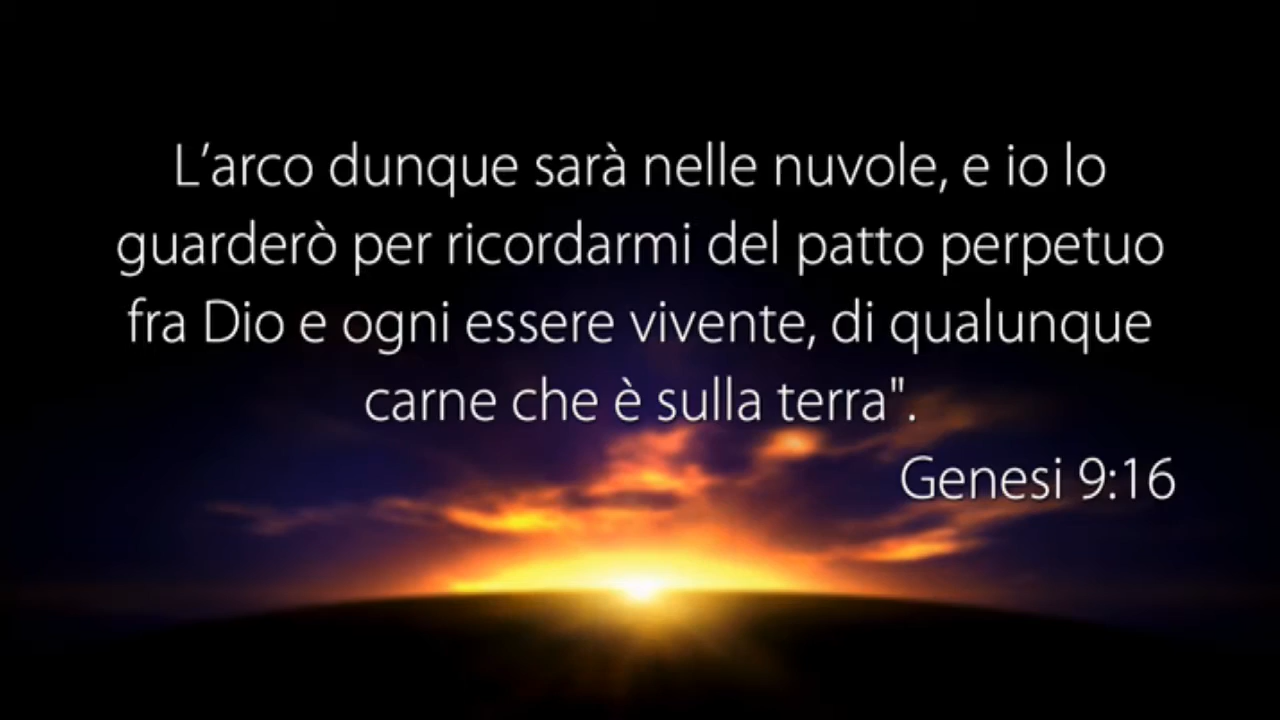 L’arco dunque sarà nelle nuvole, e io lo
guarderò per ricordarmi del patto perpetuo
fra Dio e ogni essere vivente, di qualunque
carne che è sulla terra".
Genesi 9:16